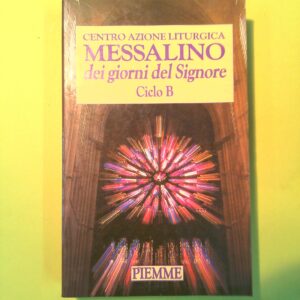 CENTRO AZIONE LITURGICA
MESSALINO
dei giorni del Signore
Ciclo B
PIEMME